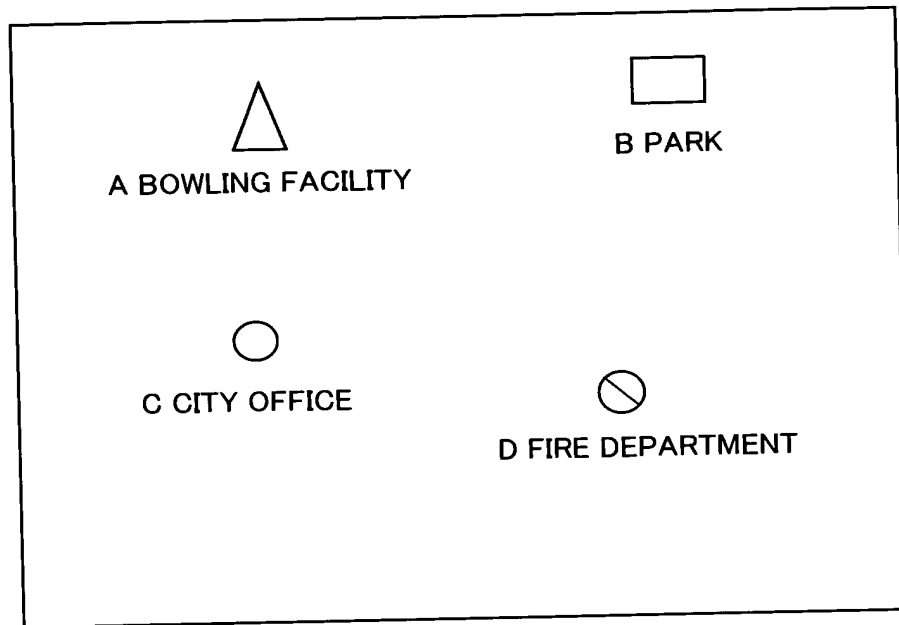 A BOWLING FACILITY
B PARK
C CITY OFFICE
D FIRE DEPARTMENT